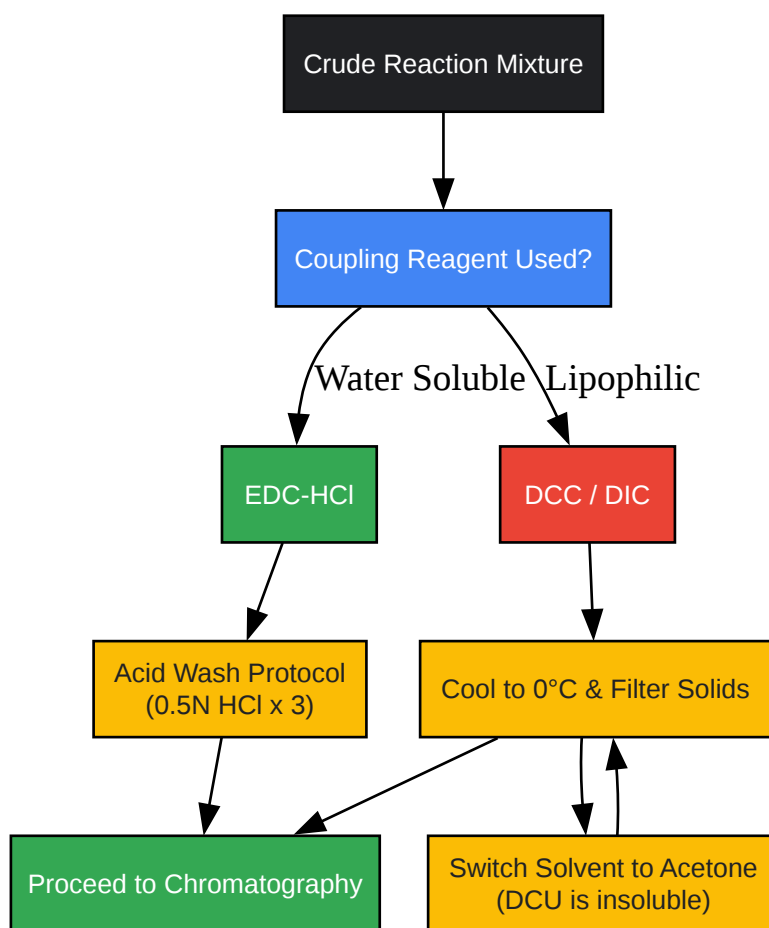 Crude Reaction Mixture
Coupling Reagent Used?
Water Soluble
Lipophilic
EDC-HCl
DCC / DIC
Acid Wash Protocol
(0.5N HCl x 3)
Cool to 0°C & Filter Solids
Proceed to Chromatography
Switch Solvent to Acetone
(DCU is insoluble)